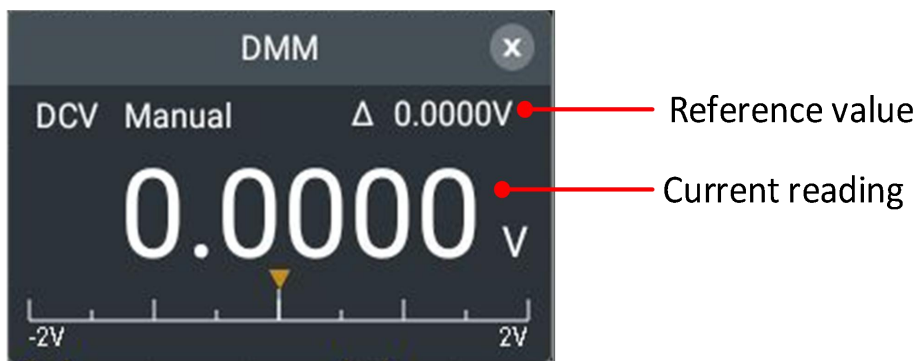 DMM
x
DCV Manual Δ 0.0000V
Reference value
0.0000 V
Current reading
-2V 2V